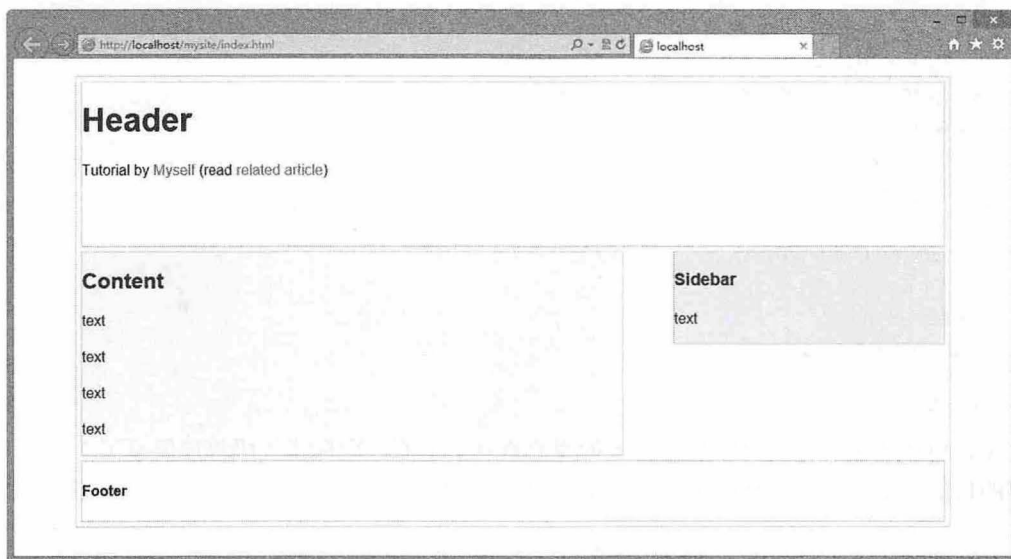 http://localhost/mysite/index.html
localhost
Header
Tutorial by Myself (read related article)
Content
text
text
text
text
Sidebar
text
Footer